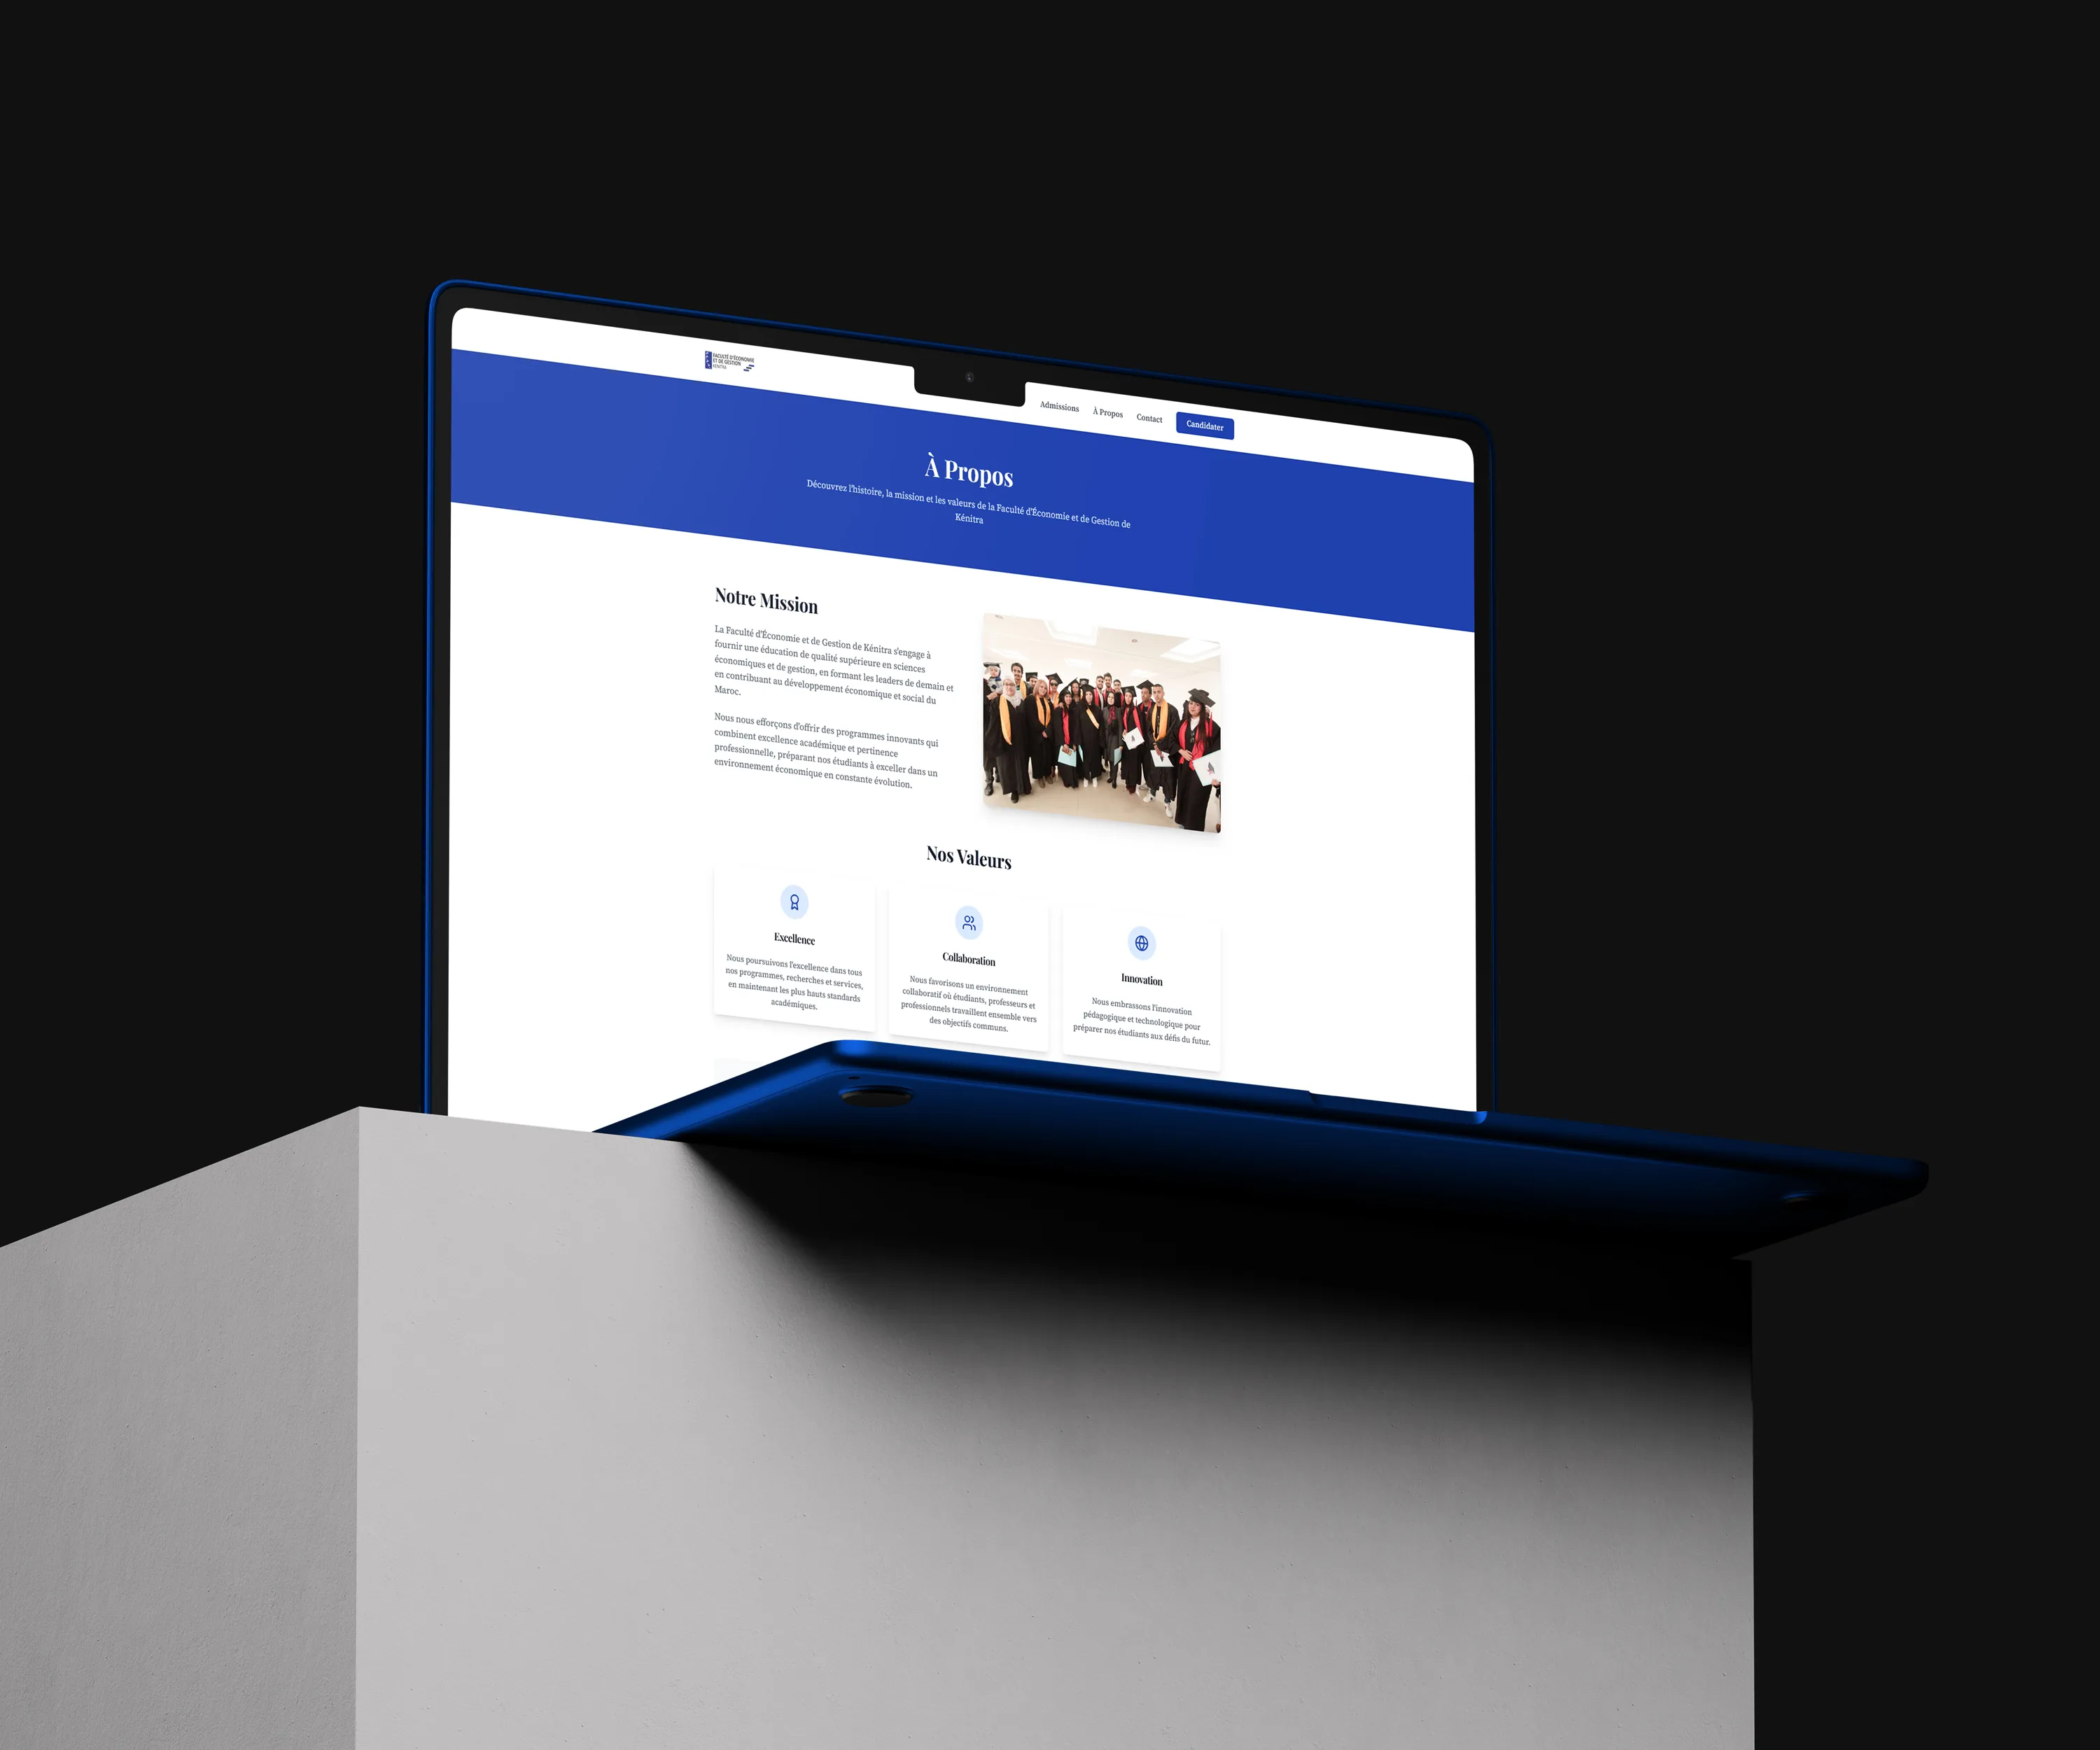 FACULTÉ D'ÉCONOMIE
ET DE GESTION
KÉNITRA
Admissions
À Propos
Contact
Candidater
À Propos
Découvrez l'histoire, la mission et les valeurs de la Faculté d'Économie et de Gestion de
Kénitra
Notre Mission
La Faculté d'Économie et de Gestion de Kénitra s'engage à
fournir une éducation de qualité supérieure en sciences
économiques et de gestion, en formant les leaders de demain et
en contribuant au développement économique et social du
Maroc.
Nous nous efforçons d'offrir des programmes innovants qui
combinent excellence académique et pertinence
professionnelle, préparant nos étudiants à exceller dans un
environnement économique en constante évolution.
Nos Valeurs
Excellence
Nous poursuivons l'excellence dans tous
nos programmes, recherches et services,
en maintenant les plus hauts standards
académiques.
Collaboration
Nous favorisons un environnement
collaboratif où étudiants, professeurs et
professionnels travaillent ensemble vers
des objectifs communs.
Innovation
Nous embrassons l'innovation
pédagogique et technologique pour
préparer nos étudiants aux défis du futur.